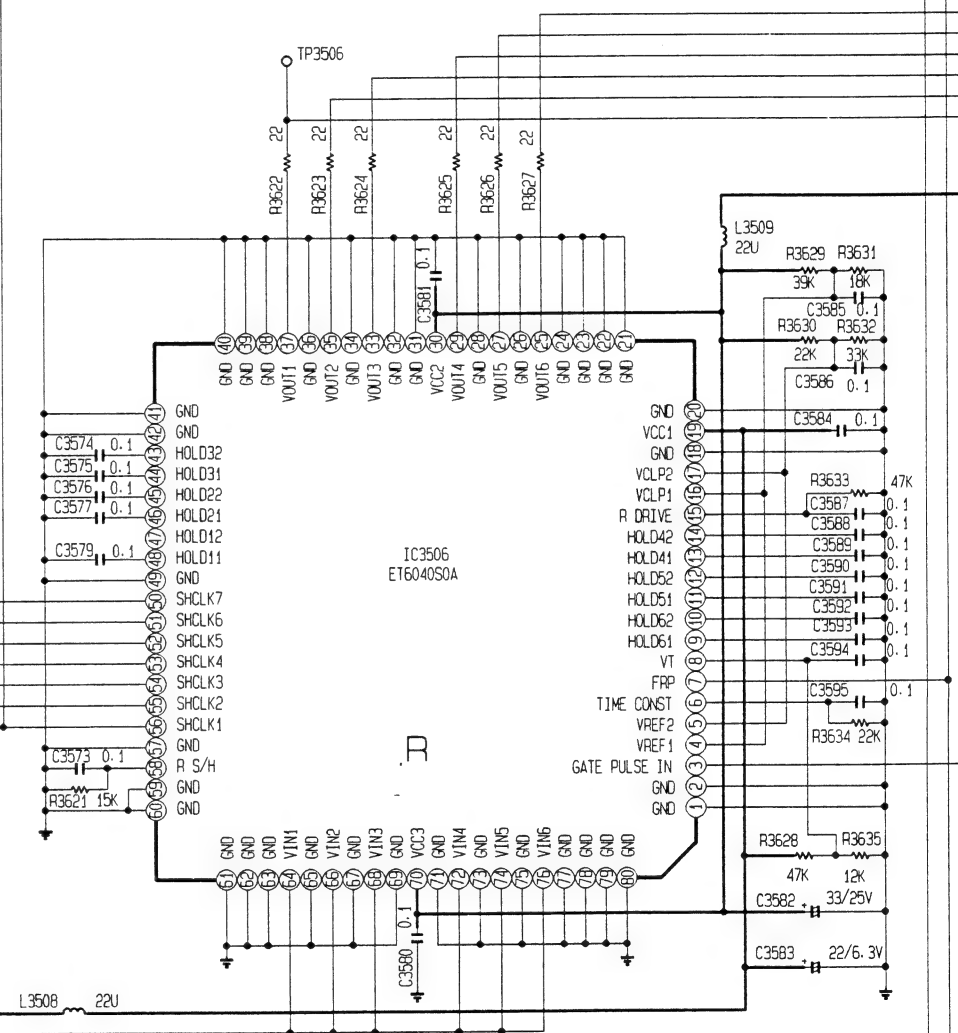 TP3506
22 22 22 22 22 22
R3622 R3623 R3624 R3625 R3626 R3627
L3509
22U
R3629 R3631
39K 18K
C3585 0.1
R3630 R3632
22K 33K
C3586 0.1
C3581 0.1
40 39 38 37 36 35 34 33 32 31 30 29 28 27 26 25 24 23 22 21
GND GND GND VOUT1 GND VOUT2 GND VOUT3 GND GND VCC2 VOUT4 GND VOUT5 GND VOUT6 GND GND GND GND
41 GND
42 GND
C3574 0.1 43 HOLD32
C3575 0.1 44 HOLD31
C3576 0.1 45 HOLD22
C3577 0.1 46 HOLD21
47 HOLD12
C3579 0.1 48 HOLD11
49 GND
50 SHCLK7
51 SHCLK6
52 SHCLK5
53 SHCLK4
54 SHCLK3
55 SHCLK2
56 SHCLK1
57 GND
C3573 0.1 58 R S/H
59 GND
R3621 15K 60 GND
IC3506
ET6040S0A
R
GND 20
VCC1 19 C3584 0.1
GND 18
VCLP2 17
VCLP1 16 R3633 47K
R DRIVE 15 C3587 0.1
HOLD42 14 C3588 0.1
HOLD41 13 C3589 0.1
HOLD52 12 C3590 0.1
HOLD51 11 C3591 0.1
HOLD62 10 C3592 0.1
HOLD61 9 C3593 0.1
VT 8 C3594 0.1
FRP 7
TIME CONST 6 C3595 0.1
VREF2 5 R3634 22K
VREF1 4
GATE PULSE IN 3
GND 2
GND 1
GND GND GND VIN1 GND VIN2 GND VIN3 GND VCC3 GND VIN4 GND VIN5 GND VIN6 GND GND GND GND
61 62 63 64 65 66 67 68 69 70 71 72 73 74 75 76 77 78 79 80
R3628 R3635
47K 12K
C3582 + 33/25V
C3580 0.1
C3583 + 22/6.3V
L3508 22U